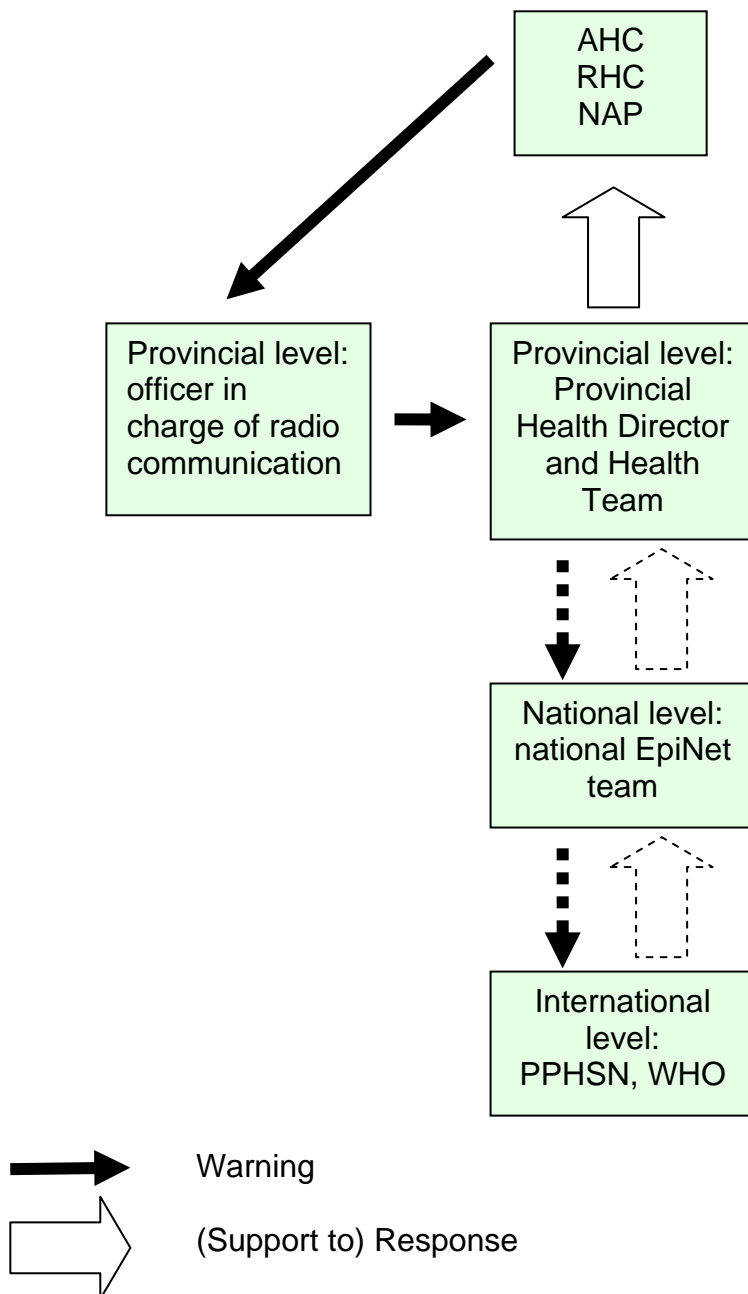 AHC
RHC
NAP
Provincial level:
officer in
charge of radio
communication
Provincial level:
Provincial
Health Director
and Health
Team
National level:
national EpiNet
team
International
level:
PPHSN, WHO
Warning
(Support to) Response